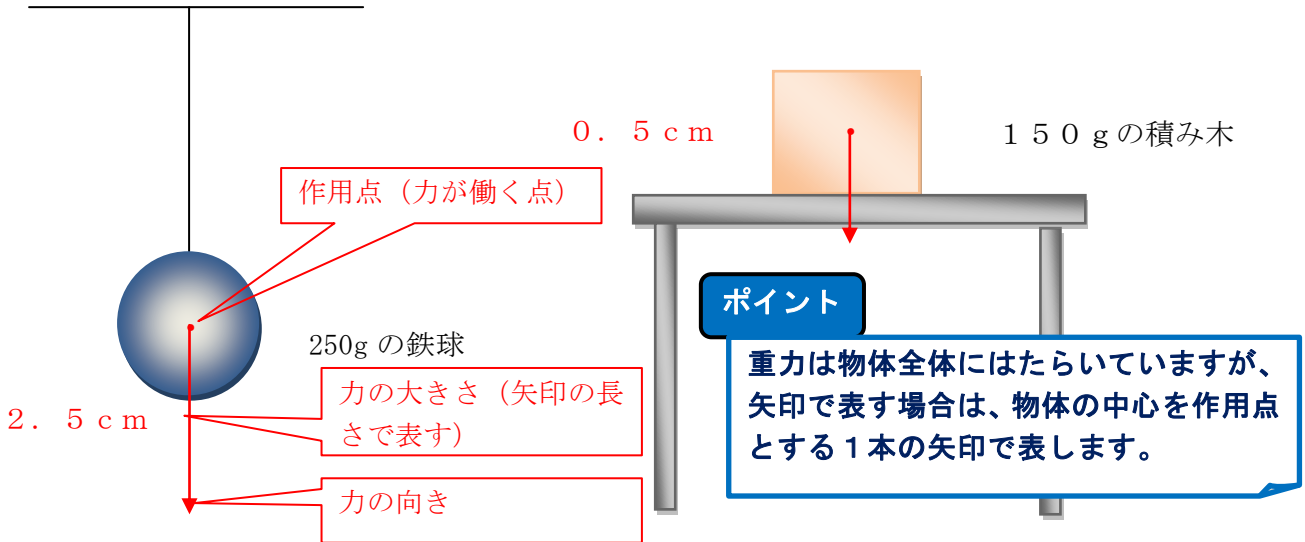 ０．５ｃｍ
１５０ｇの積み木
作用点（力が働く点）
ポイント
250g の鉄球
重力は物体全体にはたらいていますが、
矢印で表す場合は、物体の中心を作用点
とする１本の矢印で表します。
力の大きさ（矢印の長
さで表す）
２．５ｃｍ
力の向き